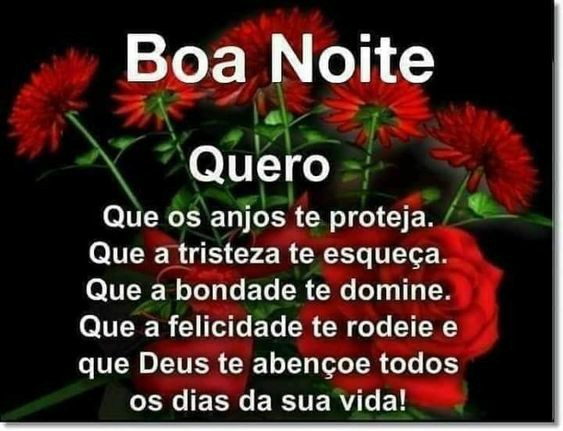 Boa Noite
Quero
Que os anjos te proteja.
Que a tristeza te esqueça.
Que a bondade te domine.
Que a felicidade te rodeie e
que Deus te abençoe todos
os dias da sua vida!